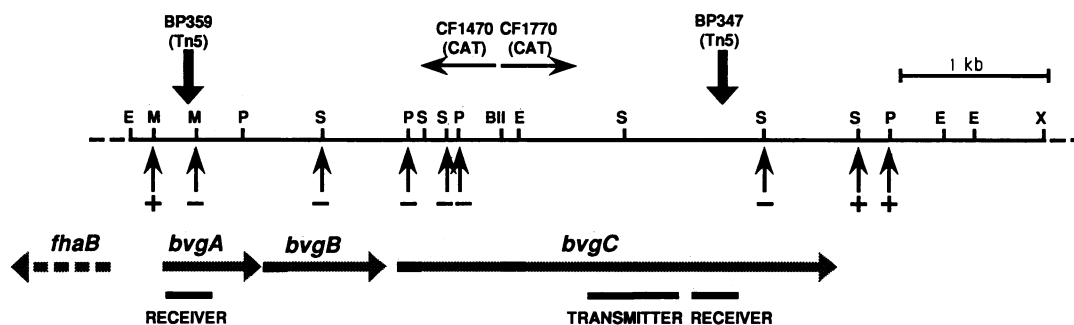 BP359
(Tn5)
CF1470 CF1770
(CAT) (CAT)
BP347
(Tn5)
1 kb
E M M P S P S S P BII E S S S P E E X
+ − − − − − − + +
fhaB bvgA bvgB bvgC
RECEIVER TRANSMITTER RECEIVER